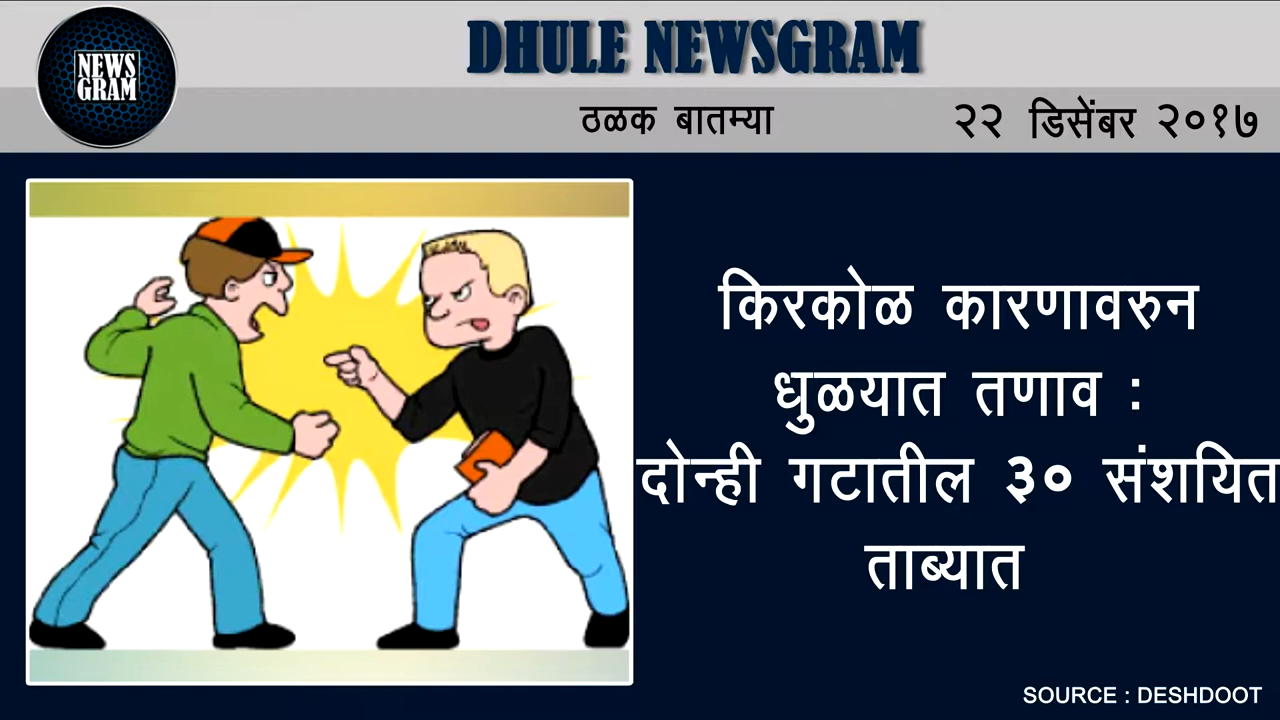 NEWS
GRAM
DHULE NEWSGRAM
ठळक बातम्या
२२ डिसेंबर २०१७
किरकोळ कारणावरुन
धुळयात तणाव :
दोन्ही गटातील ३० संशयित
ताब्यात
SOURCE : DESHDOOT